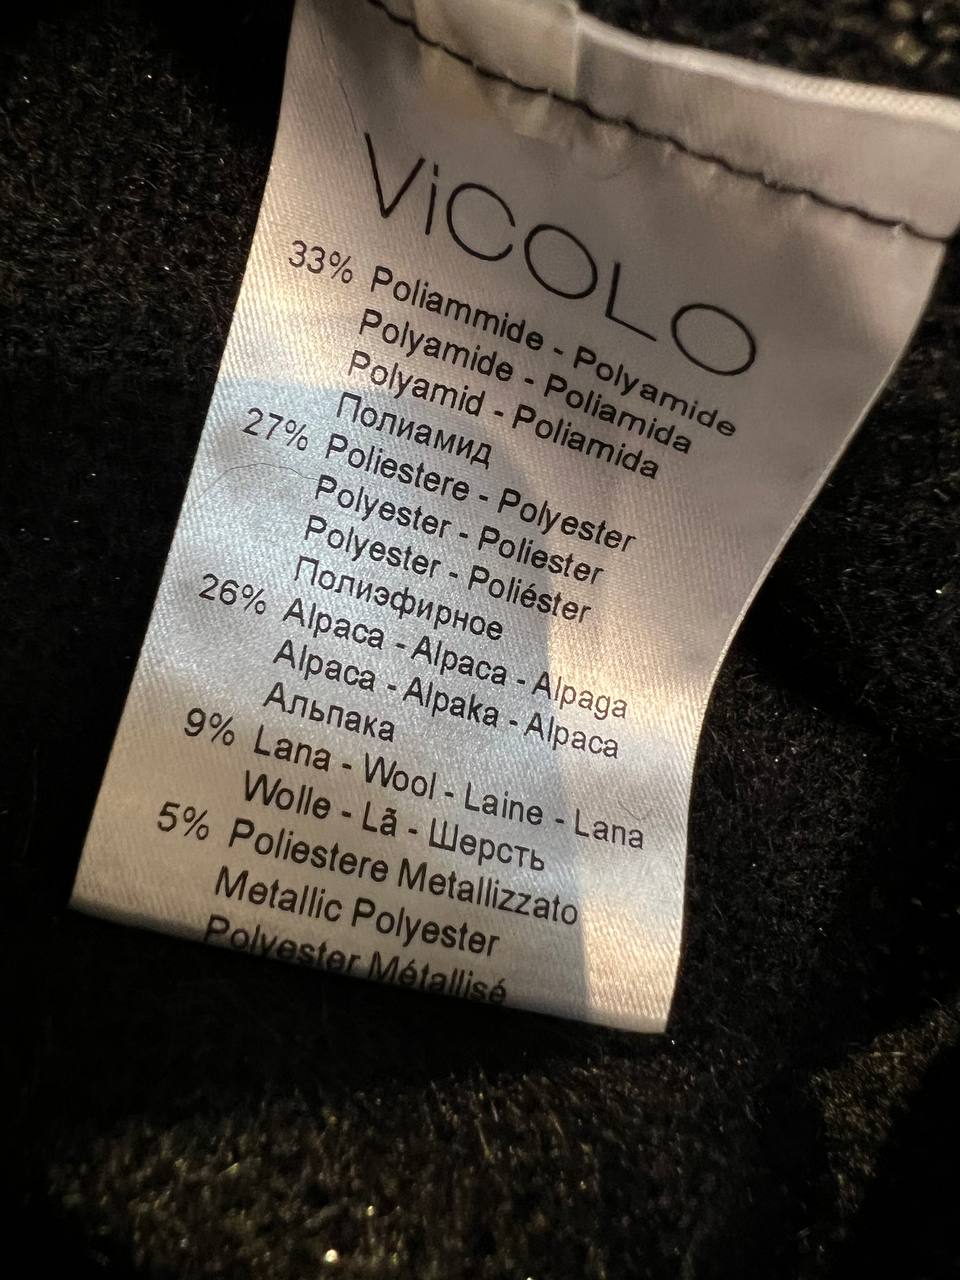 ViCOLO
33% Poliammide - Polyamide
Polyamide - Poliamida
Polyamid - Poliamida
Полиамид
27% Poliestere - Polyester
Polyester - Poliester
Polyester - Poliéster
Полиэфирное
26% Alpaca - Alpaca - Alpaga
Alpaca - Alpaka - Alpaca
Альпака
9% Lana - Wool - Laine - Lana
Wolle - Lã - Шерсть
5% Poliestere Metallizzato
Metallic Polyester
Polyester Métallisé